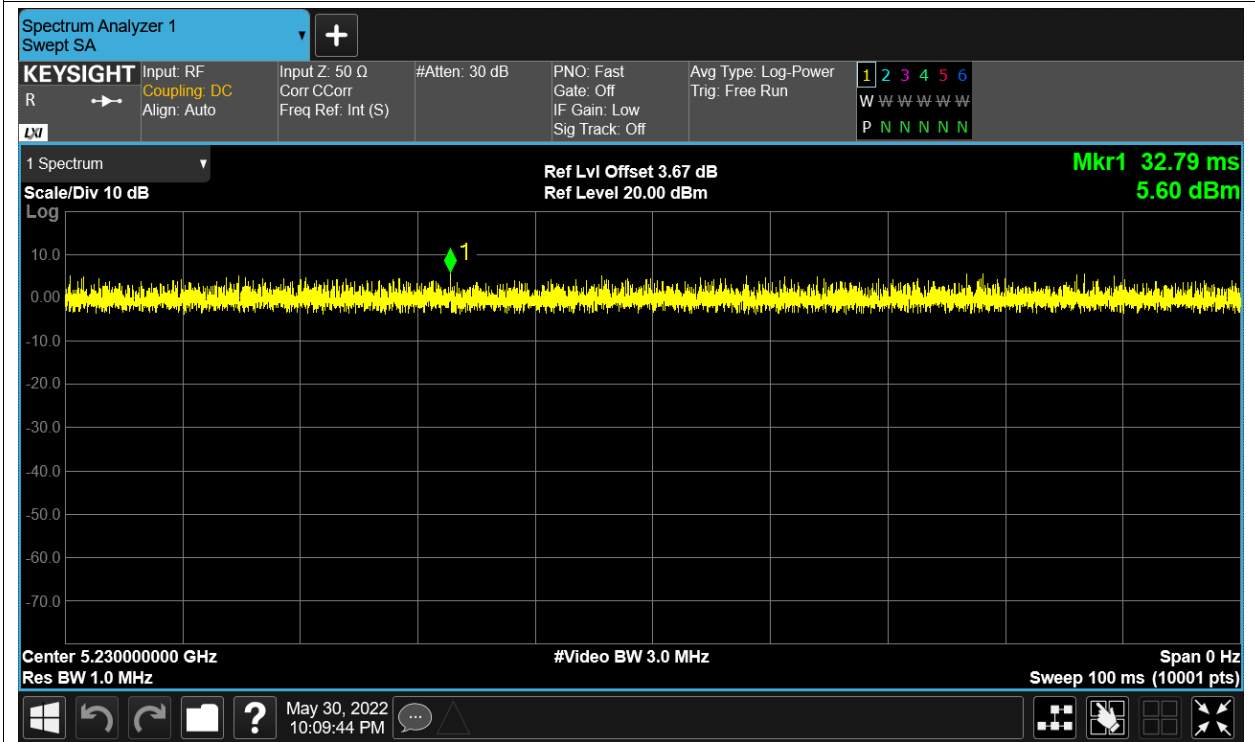 Spectrum Analyzer 1
Swept SA
+
KEYSIGHT Input: RF Input Z: 50 Ω #Atten: 30 dB PNO: Fast Avg Type: Log-Power 1 2 3 4 5 6
R Coupling: DC Corr CCorr Gate: Off Trig: Free Run W W W W W W
Align: Auto Freq Ref: Int (S) IF Gain: Low
LXI Sig Track: Off P N N N N N
1 Spectrum Ref Lvl Offset 3.67 dB Mkr1 32.79 ms
Scale/Div 10 dB Ref Level 20.00 dBm 5.60 dBm
Log
1
10.0
0.00
-10.0
-20.0
-30.0
-40.0
-50.0
-60.0
-70.0
Center 5.230000000 GHz #Video BW 3.0 MHz Span 0 Hz
Res BW 1.0 MHz Sweep 100 ms (10001 pts)
? May 30, 2022
10:09:44 PM